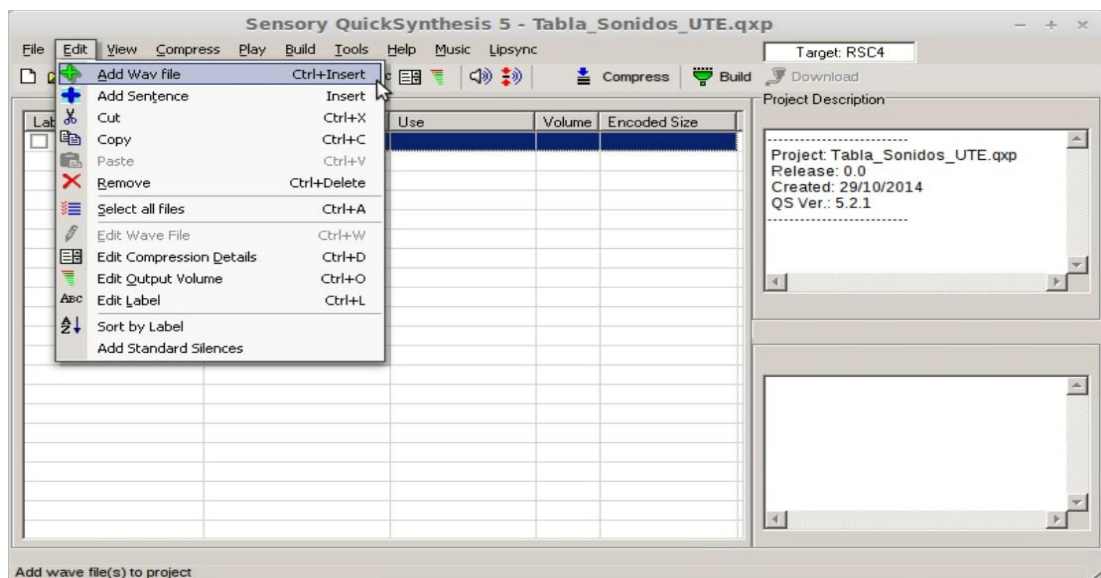 Sensory QuickSynthesis 5 - Tabla_Sonidos_UTE.qxp
File Edit View Compress Play Build Tools Help Music Lipsync
Target: RSC4
Compress Build Download
Add Wav file Ctrl+Insert
Add Sentence Insert
Cut Ctrl+X
Copy Ctrl+C
Paste Ctrl+V
Remove Ctrl+Delete
Select all files Ctrl+A
Edit Wave File Ctrl+W
Edit Compression Details Ctrl+D
Edit Output Volume Ctrl+O
ABC Edit Label Ctrl+L
Sort by Label
Add Standard Silences
Use Volume Encoded Size
Project Description
------------------------
Project: Tabla_Sonidos_UTE.qxp
Release: 0.0
Created: 29/10/2014
QS Ver.: 5.2.1
------------------------
Add wave file(s) to project